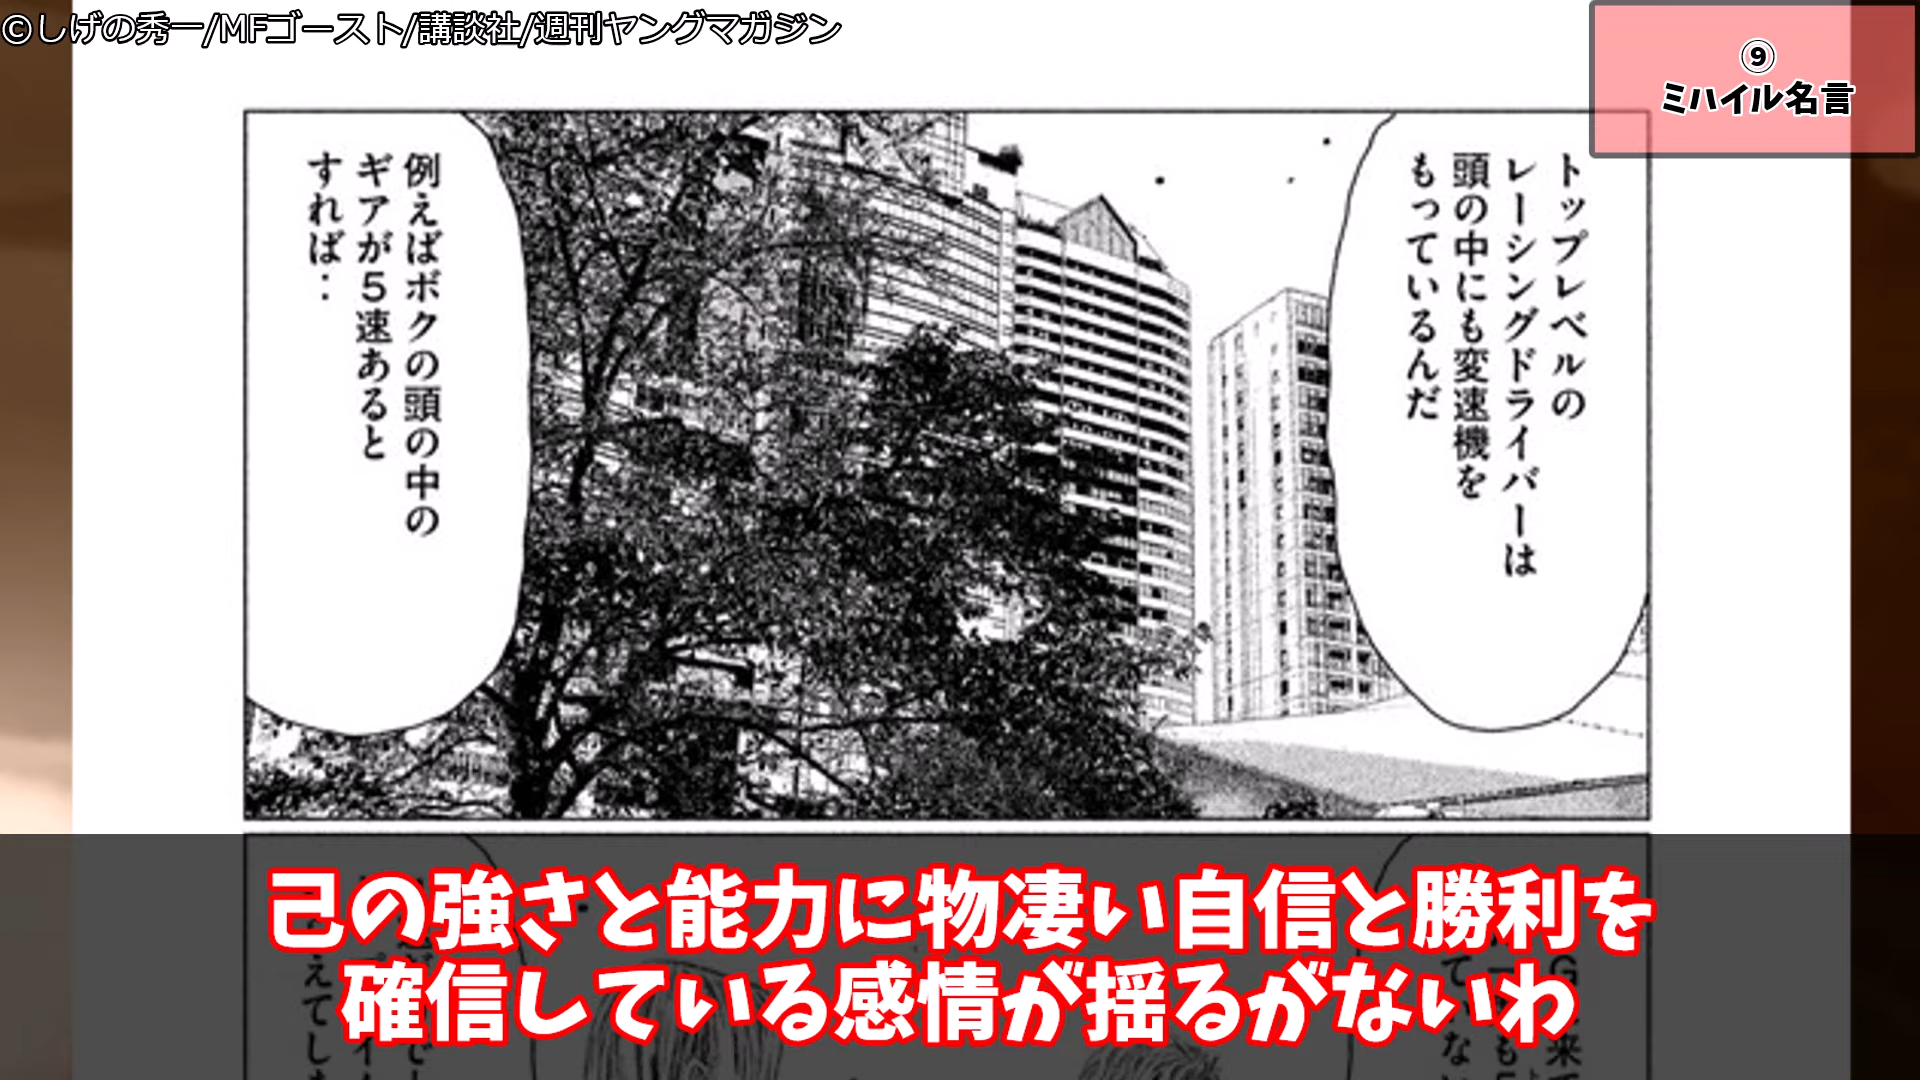 ©しげの秀一/MFゴースト/講談社/週刊ヤングマガジン
⑨
ミハイル名言
トップレベルの
レーシングドライバーは
頭の中にも変速機を
もっているんだ
例えばボクの頭の中の
ギアが5速あると
すれば‥
己の強さと能力に物凄い自信と勝利を
確信している感情が揺るがないわ